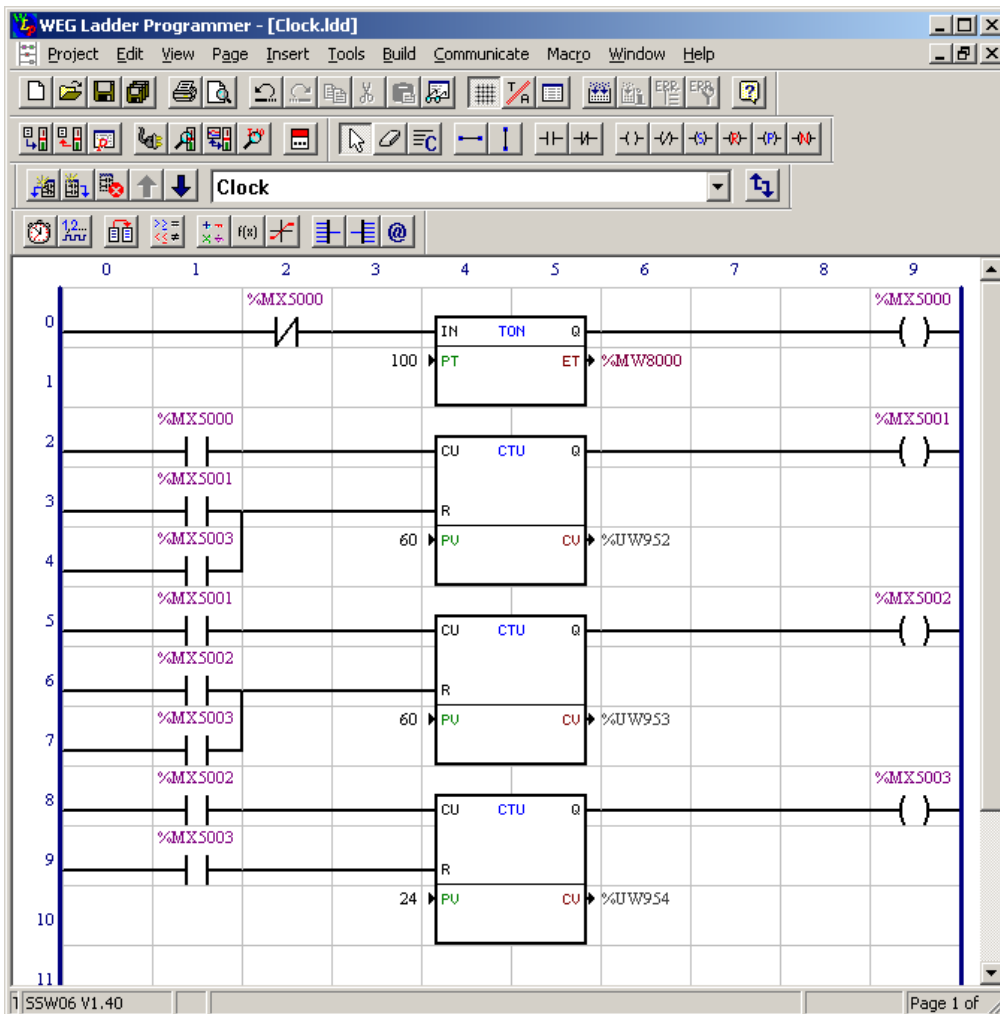 WEG Ladder Programmer - [Clock.ldd]
Project Edit View Page Insert Tools Build Communicate Macro Window Help
Clock
0 1 2 3 4 5 6 7 8 9
%MX5000 %MX5000
0 IN TON Q
100 PT ET %MW8000
1
%MX5000 %MX5001
2 CU CTU Q
%MX5001
3 R
%MX5003 60 PV CV %UW952
4
%MX5001 %MX5002
5 CU CTU Q
%MX5002
6 R
%MX5003 60 PV CV %UW953
7
%MX5002 %MX5003
8 CU CTU Q
%MX5003
9 R
24 PV CV %UW954
10
11
1 SSW06 V1.40 Page 1 of